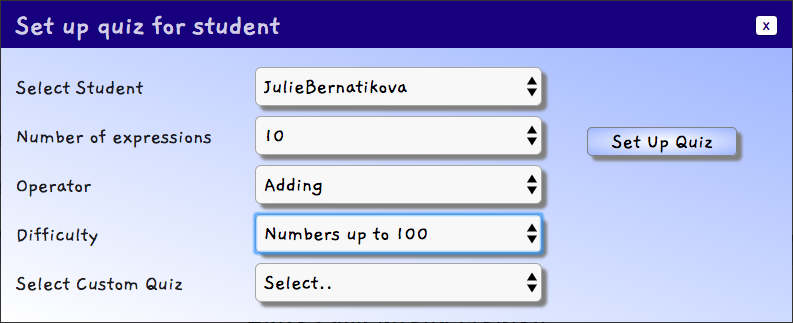 Set up quiz for student
x
Select Student
JulieBernatikova
Number of expressions
10
Set Up Quiz
Operator
Adding
Difficulty
Numbers up to 100
Select Custom Quiz
Select..